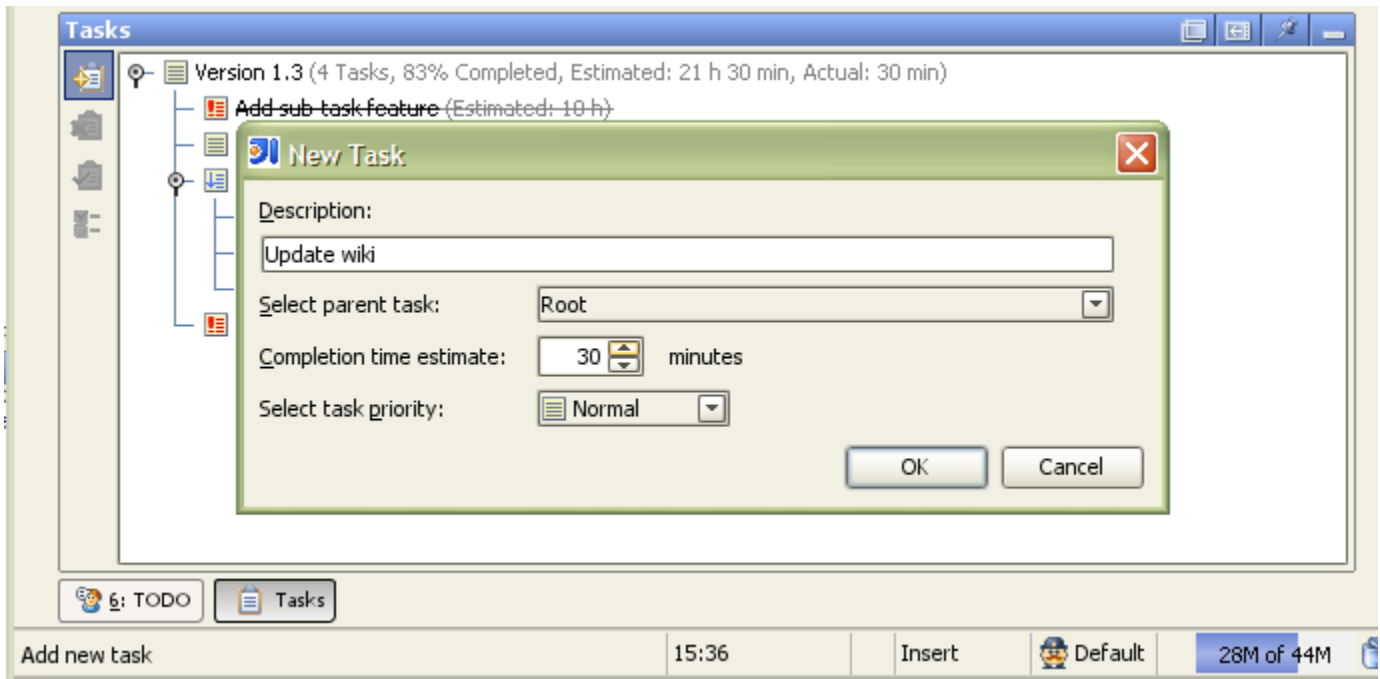 Tasks
Version 1.3 (4 Tasks, 83% Completed, Estimated: 21 h 30 min, Actual: 30 min)
Add sub-task feature (Estimated: 10 h)
New Task
Description:
Update wiki
Select parent task: Root
Completion time estimate: 30 minutes
Select task priority: Normal
OK Cancel
6: TODO Tasks
Add new task 15:36 Insert Default 28M of 44M